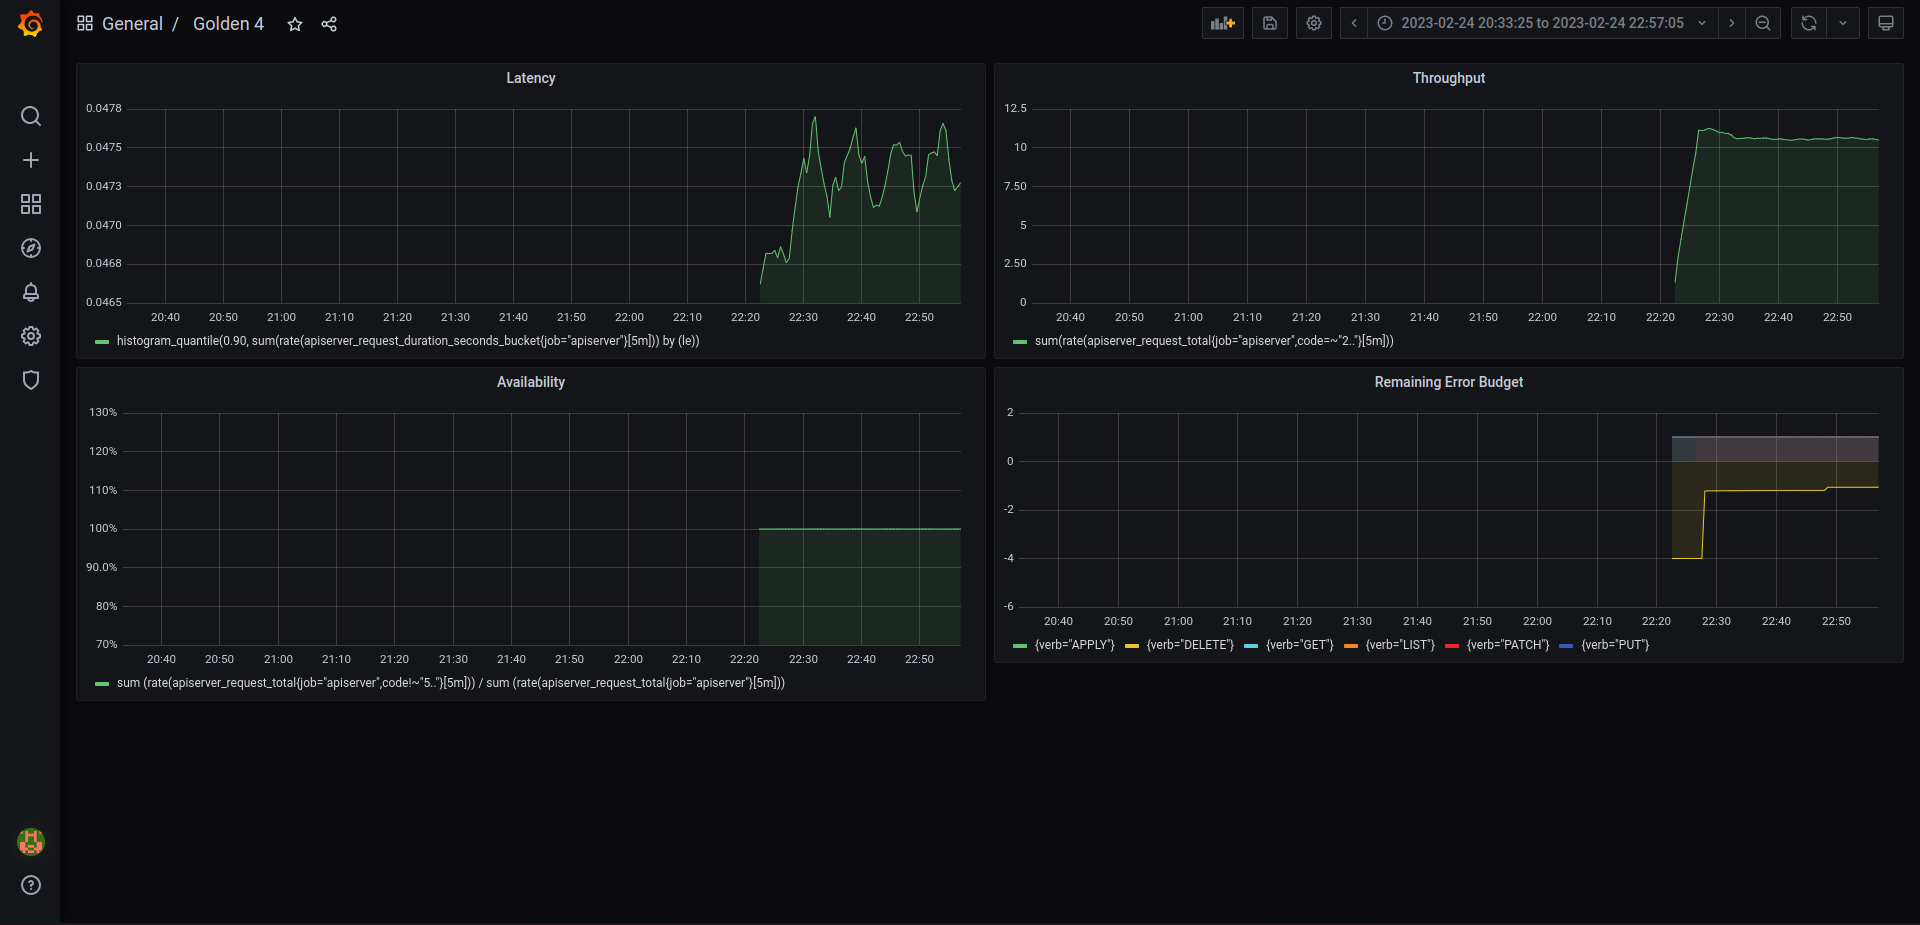 General / Golden 4
2023-02-24 20:33:25 to 2023-02-24 22:57:05
Latency
0.0478
0.0475
0.0473
0.0470
0.0468
0.0465
20:40 20:50 21:00 21:10 21:20 21:30 21:40 21:50 22:00 22:10 22:20 22:30 22:40 22:50
histogram_quantile(0.90, sum(rate(apiserver_request_duration_seconds_bucket{job="apiserver"}[5m])) by (le))
Throughput
12.5
10
7.50
5
2.50
0
20:40 20:50 21:00 21:10 21:20 21:30 21:40 21:50 22:00 22:10 22:20 22:30 22:40 22:50
sum(rate(apiserver_request_total{job="apiserver",code=~"2.."}[5m]))
Availability
130%
120%
110%
100%
90.0%
80%
70%
20:40 20:50 21:00 21:10 21:20 21:30 21:40 21:50 22:00 22:10 22:20 22:30 22:40 22:50
sum (rate(apiserver_request_total{job="apiserver",code!~"5.."}[5m])) / sum (rate(apiserver_request_total{job="apiserver"}[5m]))
Remaining Error Budget
2
0
-2
-4
-6
20:40 20:50 21:00 21:10 21:20 21:30 21:40 21:50 22:00 22:10 22:20 22:30 22:40 22:50
{verb="APPLY"} {verb="DELETE"} {verb="GET"} {verb="LIST"} {verb="PATCH"} {verb="PUT"}